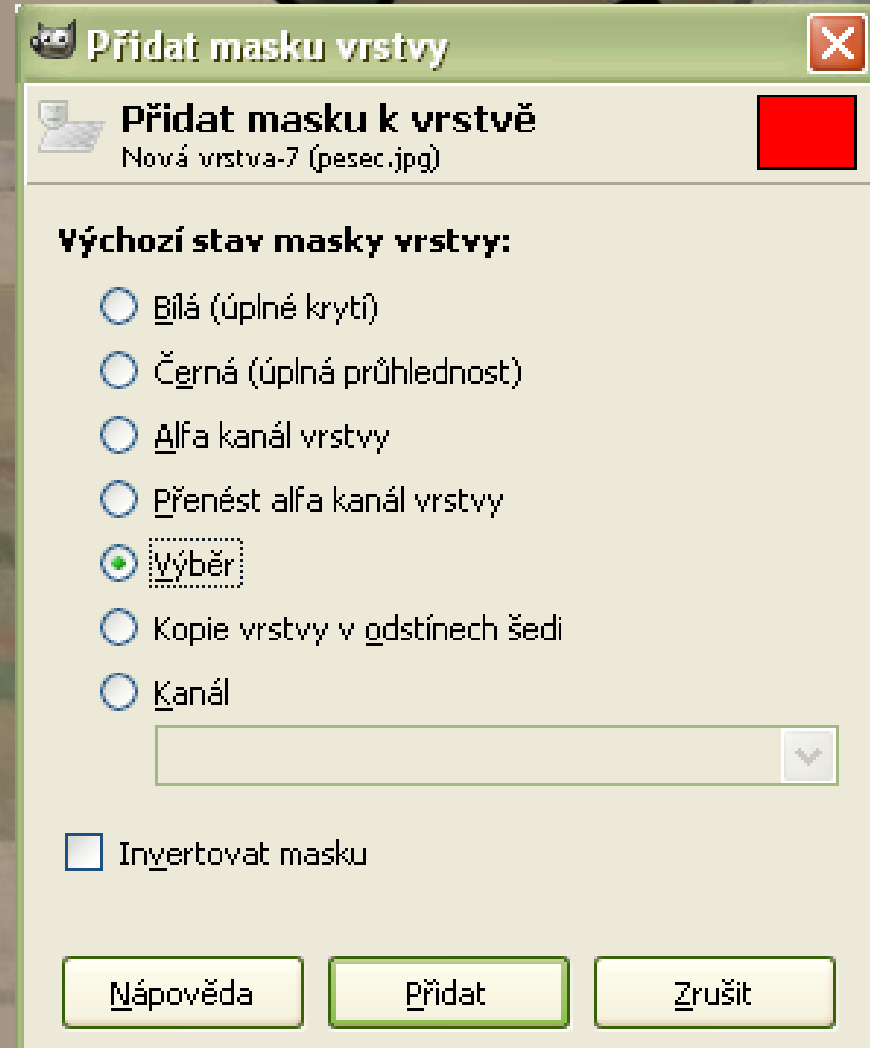 Přidat masku vrstvy
Přidat masku k vrstvě
Nová vrstva-7 (pesec.jpg)
Výchozí stav masky vrstvy:
Bílá (úplné krytí)
Černá (úplná průhlednost)
Alfa kanál vrstvy
Přenést alfa kanál vrstvy
Výběr
Kopie vrstvy v odstínech šedi
Kanál
Invertovat masku
Nápověda Přidat Zrušit